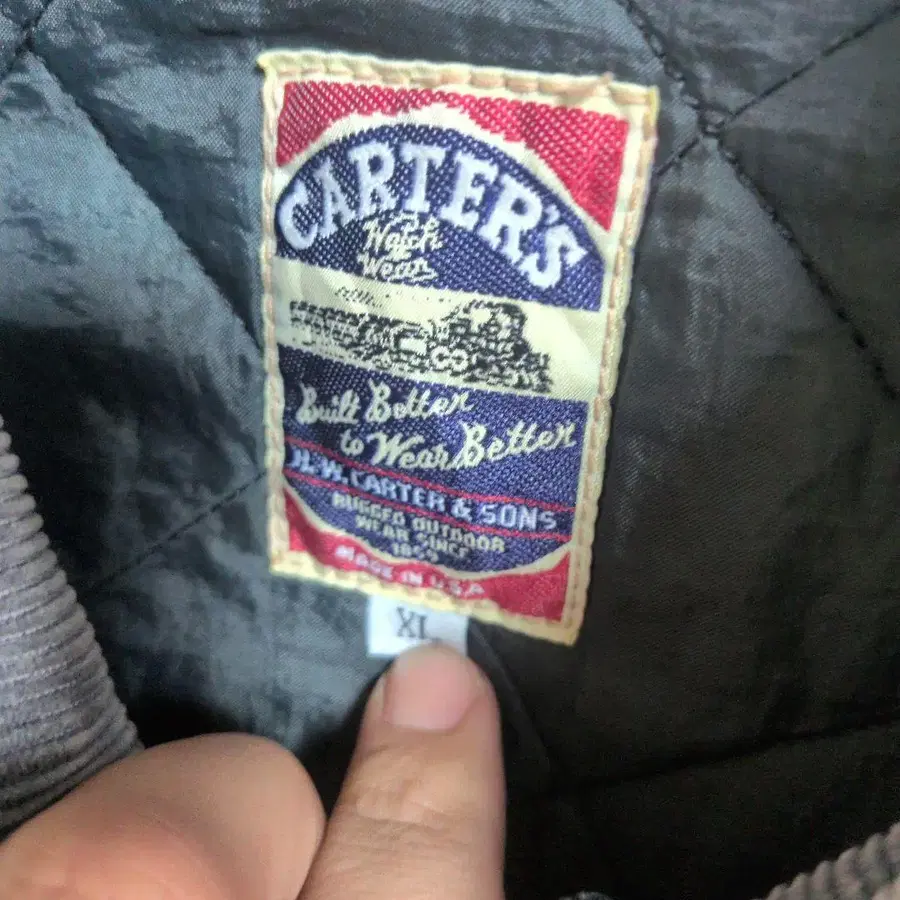 CARTER'S
Watch
Wear
Built Better
to Wear Better
H.W. CARTER & SONS
RUGGED OUTDOOR
WEAR SINCE
1859
MADE IN U.S.A
XL